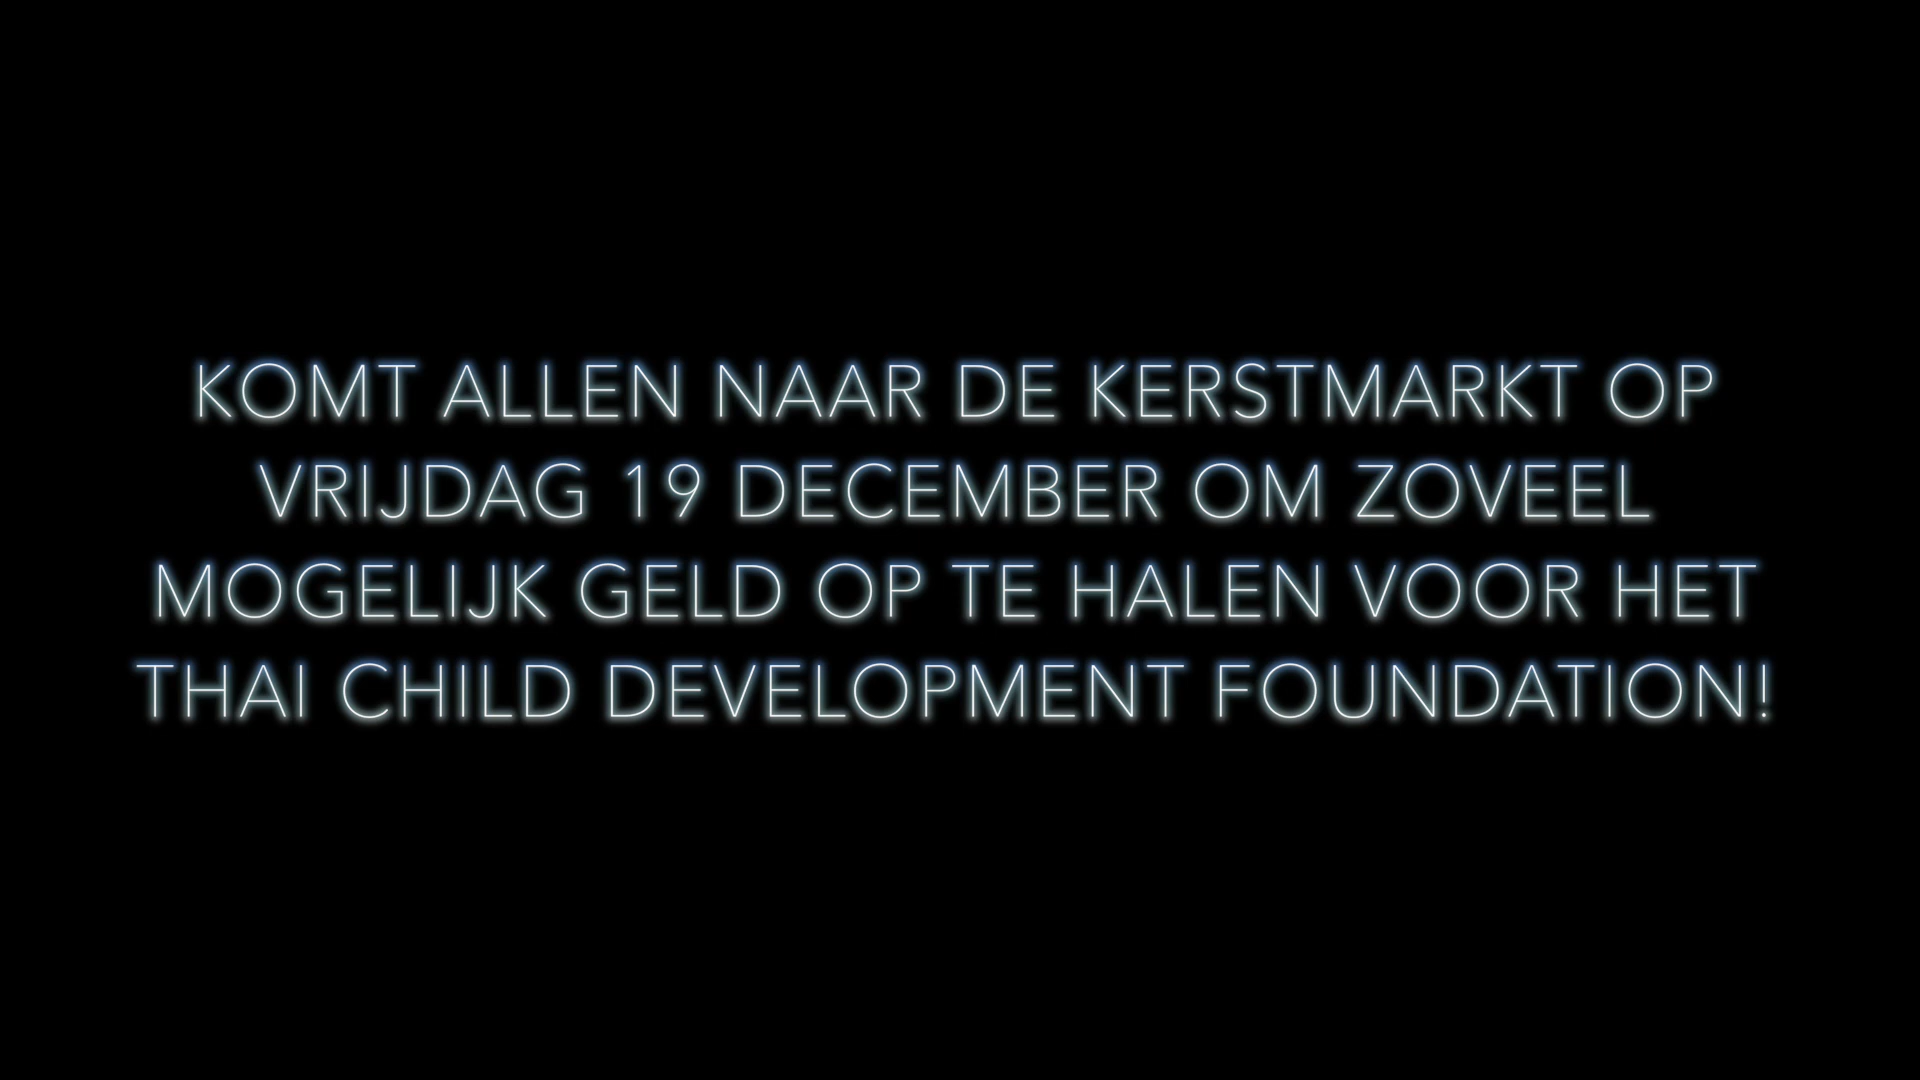 KOMT ALLEN NAAR DE KERSTMARKT OP
VRIJDAG 19 DECEMBER OM ZOVEEL
MOGELIJK GELD OP TE HALEN VOOR HET
THAI CHILD DEVELOPMENT FOUNDATION!